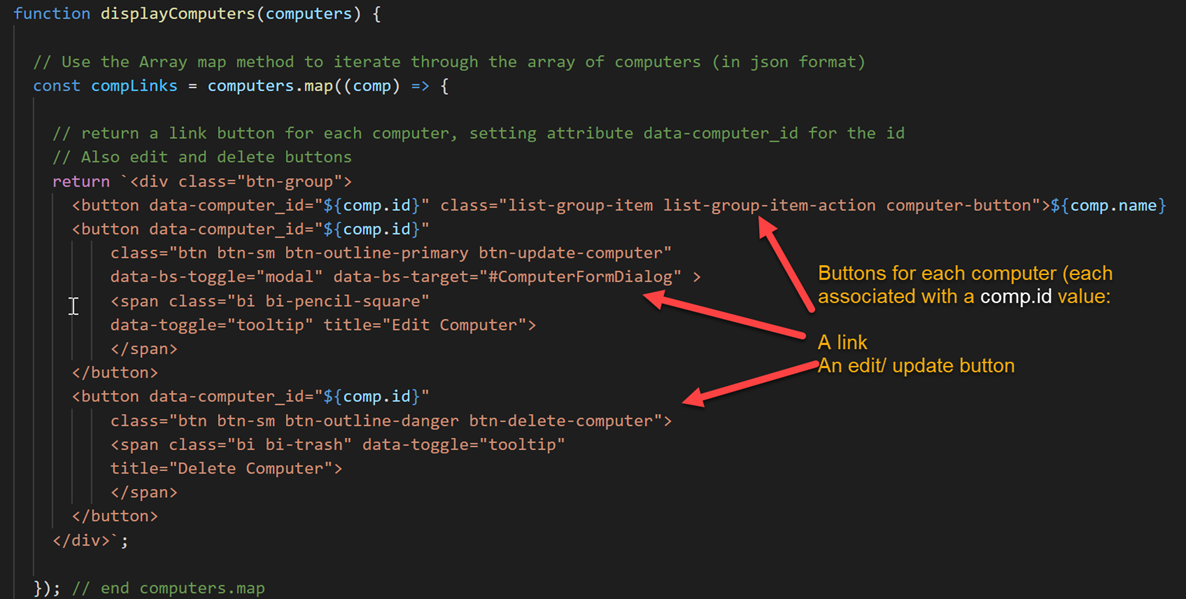 function displayComputers(computers) {
// Use the Array map method to iterate through the array of computers (in json format)
const compLinks = computers.map((comp) => {
// return a link button for each computer, setting attribute data-computer_id for the id
// Also edit and delete buttons
return `<div class="btn-group">
<button data-computer_id="${comp.id}" class="list-group-item list-group-item-action computer-button">${comp.name}
<button data-computer_id="${comp.id}"
class="btn btn-sm btn-outline-primary btn-update-computer"
data-bs-toggle="modal" data-bs-target="#ComputerFormDialog" >
<span class="bi bi-pencil-square"
data-toggle="tooltip" title="Edit Computer">
</span>
</button>
<button data-computer_id="${comp.id}"
class="btn btn-sm btn-outline-danger btn-delete-computer">
<span class="bi bi-trash" data-toggle="tooltip"
title="Delete Computer">
</span>
</button>
</div>`;
}); // end computers.map
Buttons for each computer (each
associated with a comp.id value:
A link
An edit/ update button